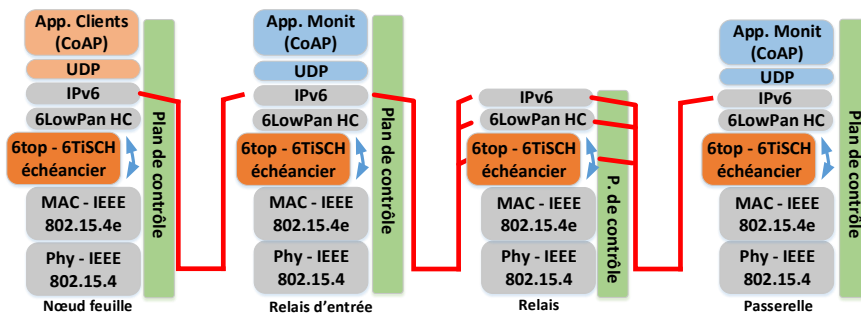 App. Clients
(CoAP)
UDP
IPv6
6LowPan HC
6top - 6TiSCH
échéancier
MAC - IEEE
802.15.4e
Phy - IEEE
802.15.4
Plan de contrôle
Nœud feuille
App. Monit
(CoAP)
UDP
IPv6
6LowPan HC
6top - 6TiSCH
échéancier
MAC - IEEE
802.15.4e
Phy - IEEE
802.15.4
Plan de contrôle
Relais d'entrée
IPv6
6LowPan HC
6top - 6TiSCH
échéancier
MAC - IEEE
802.15.4e
Phy - IEEE
802.15.4
P. de contrôle
Relais
App. Monit
(CoAP)
UDP
IPv6
6LowPan HC
6top - 6TiSCH
échéancier
MAC - IEEE
802.15.4e
Phy - IEEE
802.15.4
Plan de contrôle
Passerelle